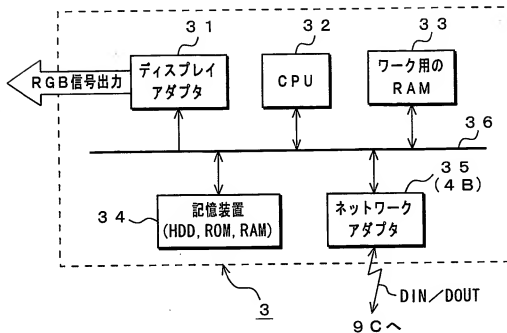 31
32
33
RGB信号出力
ディスプレイ
アダプタ
CPU
ワーク用の
RAM
36
34
記憶装置
(HDD, ROM, RAM)
35
(4B)
ネットワーク
アダプタ
3
DIN/DOUT
9Cへ